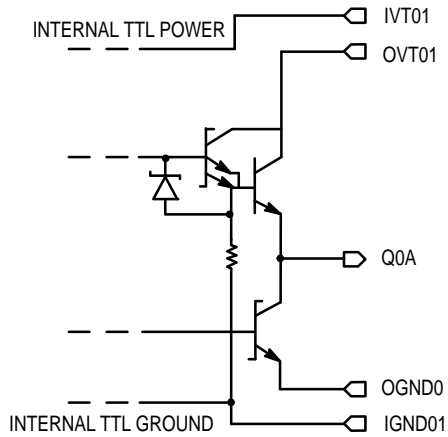 IVT01
INTERNAL TTL POWER
OVT01
Q0A
OGND0
INTERNAL TTL GROUND
IGND01